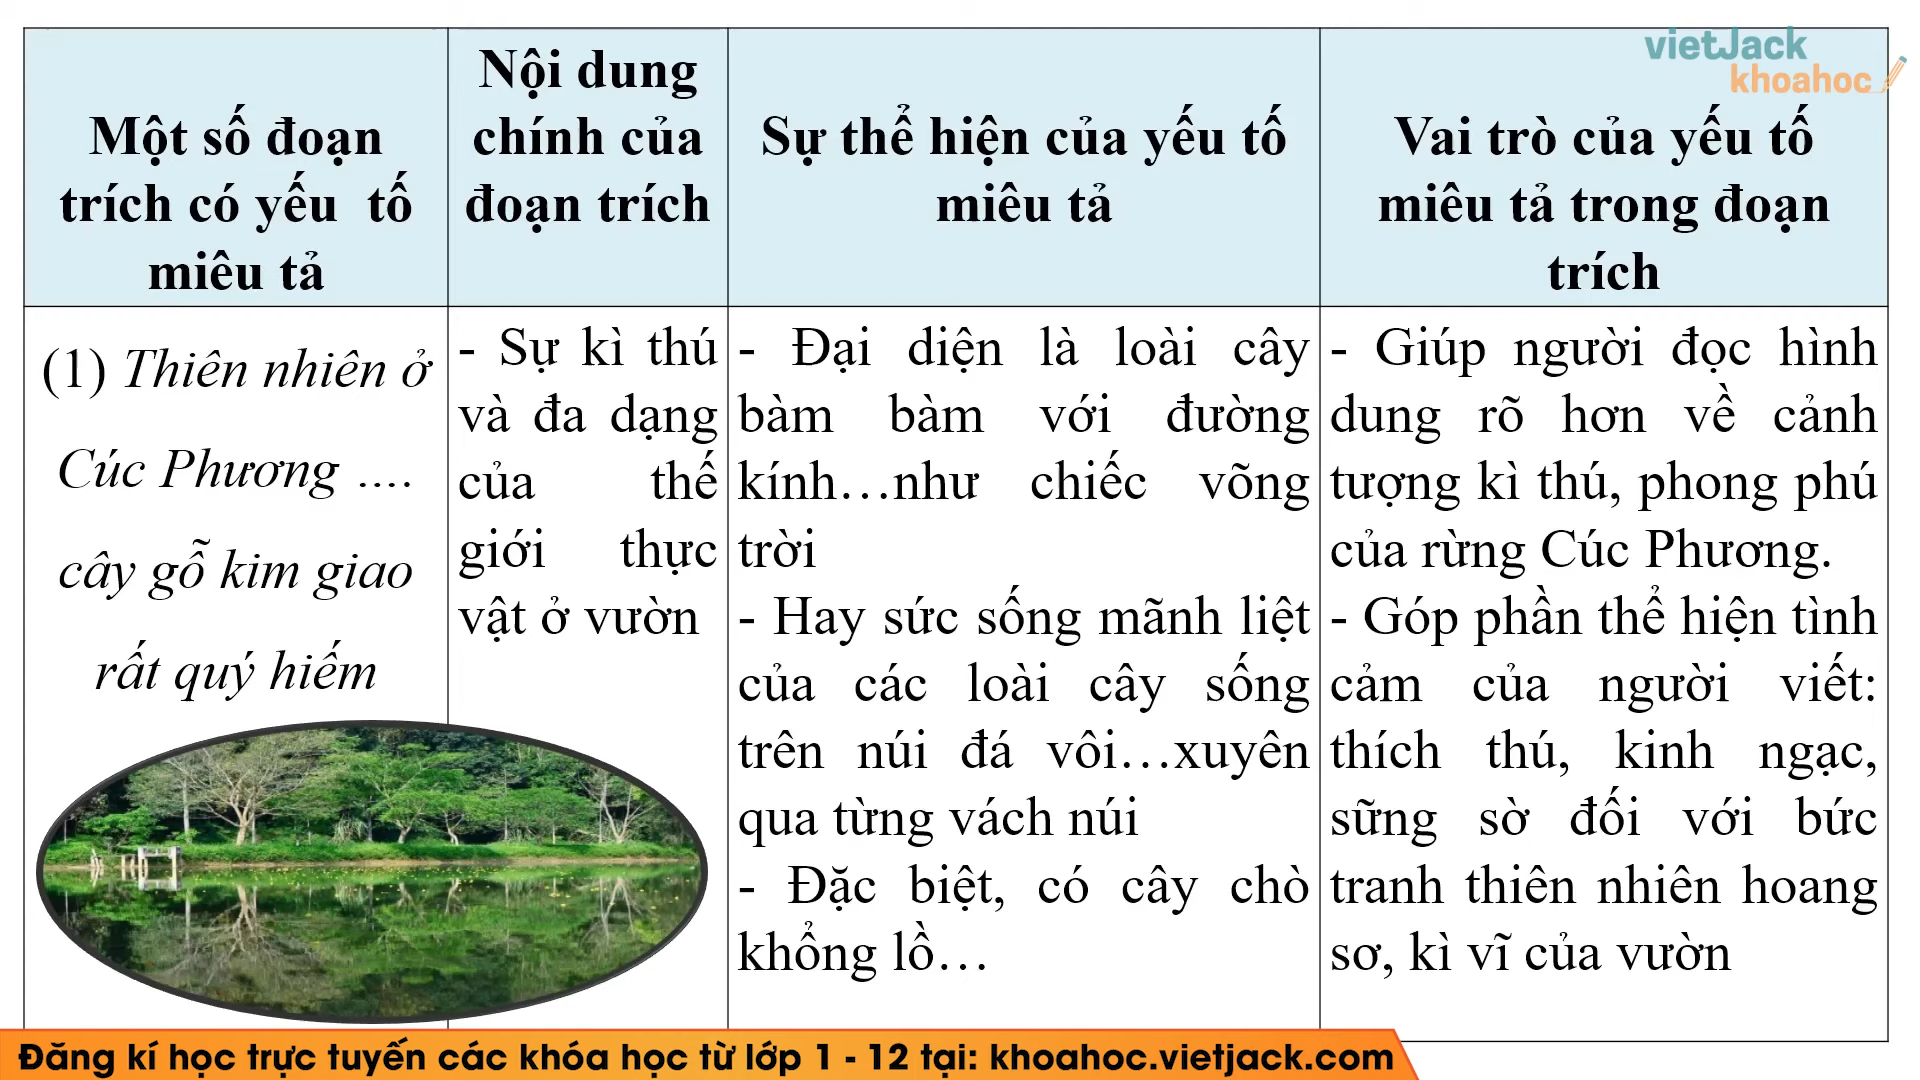 vietJack
khoahoc
Một số đoạn
trích có yếu tố
miêu tả
Nội dung
chính của
đoạn trích
Sự thể hiện của yếu tố
miêu tả
Vai trò của yếu tố
miêu tả trong đoạn
trích
(1) Thiên nhiên ở
Cúc Phương ....
cây gỗ kim giao
rất quý hiếm
- Sự kì thú
và đa dạng
của thế
giới thực
vật ở vườn
- Đại diện là loài cây
bàm bàm với đường
kính…như chiếc võng
trời
- Hay sức sống mãnh liệt
của các loài cây sống
trên núi đá vôi…xuyên
qua từng vách núi
- Đặc biệt, có cây chò
khổng lồ…
- Giúp người đọc hình
dung rõ hơn về cảnh
tượng kì thú, phong phú
của rừng Cúc Phương.
- Góp phần thể hiện tình
cảm của người viết:
thích thú, kinh ngạc,
sững sờ đối với bức
tranh thiên nhiên hoang
sơ, kì vĩ của vườn
Đăng kí học trực tuyến các khóa học từ lớp 1 - 12 tại: khoahoc.vietjack.com